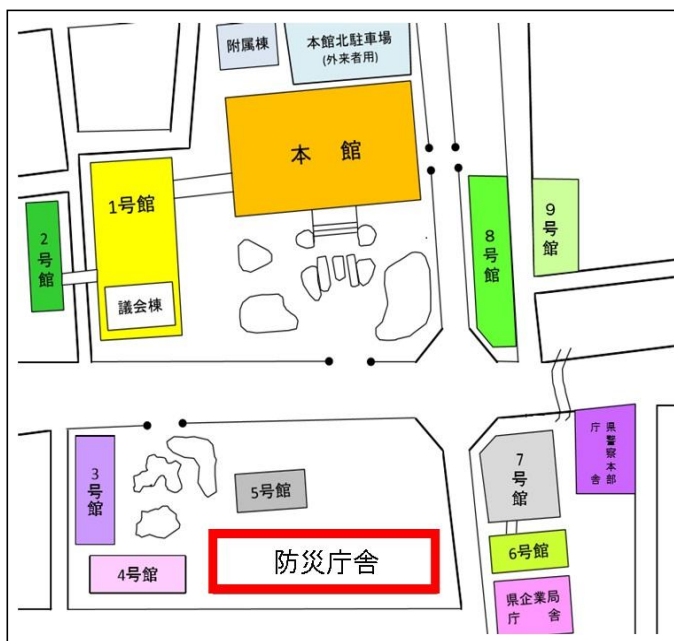 附属棟
本館北駐車場
(外来者用)
本 館
1号館
2号館
議会棟
8号館
9号館
3号館
5号館
7号館
県警察本部
庁 舎
防災庁舎
4号館
6号館
県企業局
庁 舎